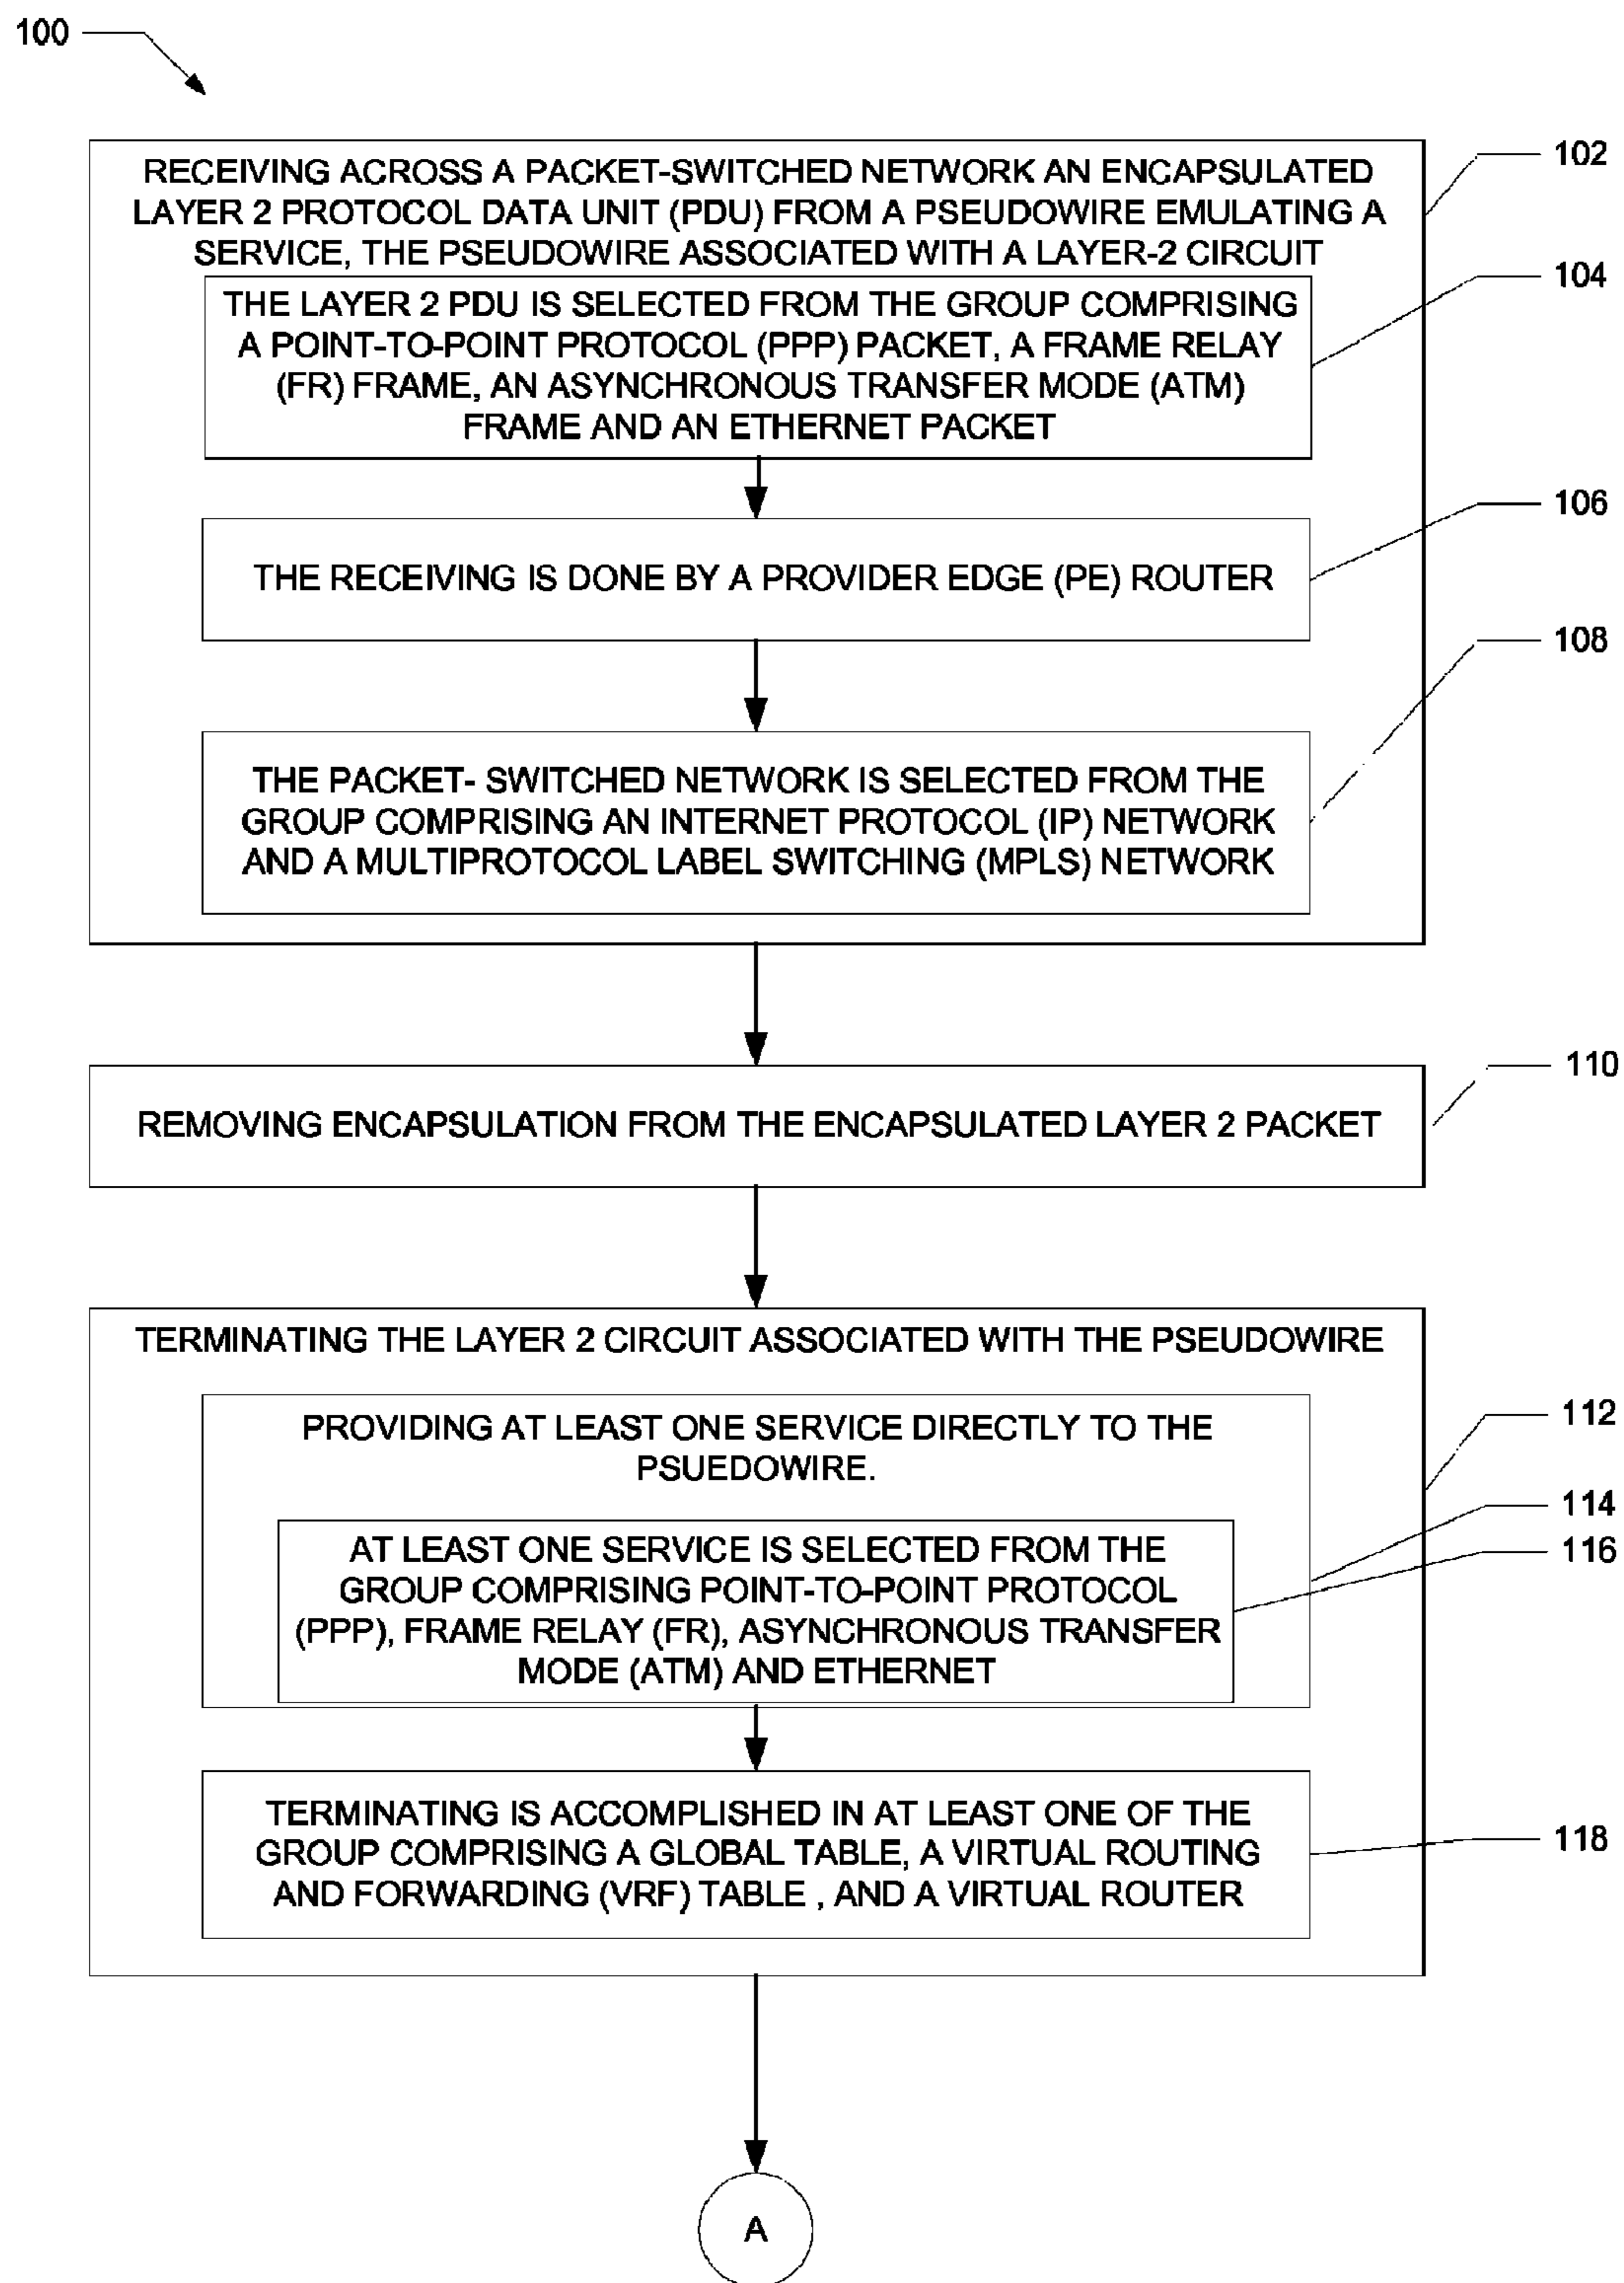 100
RECEIVING ACROSS A PACKET-SWITCHED NETWORK AN ENCAPSULATED
LAYER 2 PROTOCOL DATA UNIT (PDU) FROM A PSEUDOWIRE EMULATING A
SERVICE, THE PSEUDOWIRE ASSOCIATED WITH A LAYER-2 CIRCUIT
102
THE LAYER 2 PDU IS SELECTED FROM THE GROUP COMPRISING
A POINT-TO-POINT PROTOCOL (PPP) PACKET, A FRAME RELAY
(FR) FRAME, AN ASYNCHRONOUS TRANSFER MODE (ATM)
FRAME AND AN ETHERNET PACKET
104
THE RECEIVING IS DONE BY A PROVIDER EDGE (PE) ROUTER
106
THE PACKET- SWITCHED NETWORK IS SELECTED FROM THE
GROUP COMPRISING AN INTERNET PROTOCOL (IP) NETWORK
AND A MULTIPROTOCOL LABEL SWITCHING (MPLS) NETWORK
108
REMOVING ENCAPSULATION FROM THE ENCAPSULATED LAYER 2 PACKET
110
TERMINATING THE LAYER 2 CIRCUIT ASSOCIATED WITH THE PSEUDOWIRE
112
PROVIDING AT LEAST ONE SERVICE DIRECTLY TO THE
PSUEDOWIRE.
114
AT LEAST ONE SERVICE IS SELECTED FROM THE
GROUP COMPRISING POINT-TO-POINT PROTOCOL
(PPP), FRAME RELAY (FR), ASYNCHRONOUS TRANSFER
MODE (ATM) AND ETHERNET
116
TERMINATING IS ACCOMPLISHED IN AT LEAST ONE OF THE
GROUP COMPRISING A GLOBAL TABLE, A VIRTUAL ROUTING
AND FORWARDING (VRF) TABLE , AND A VIRTUAL ROUTER
118
A